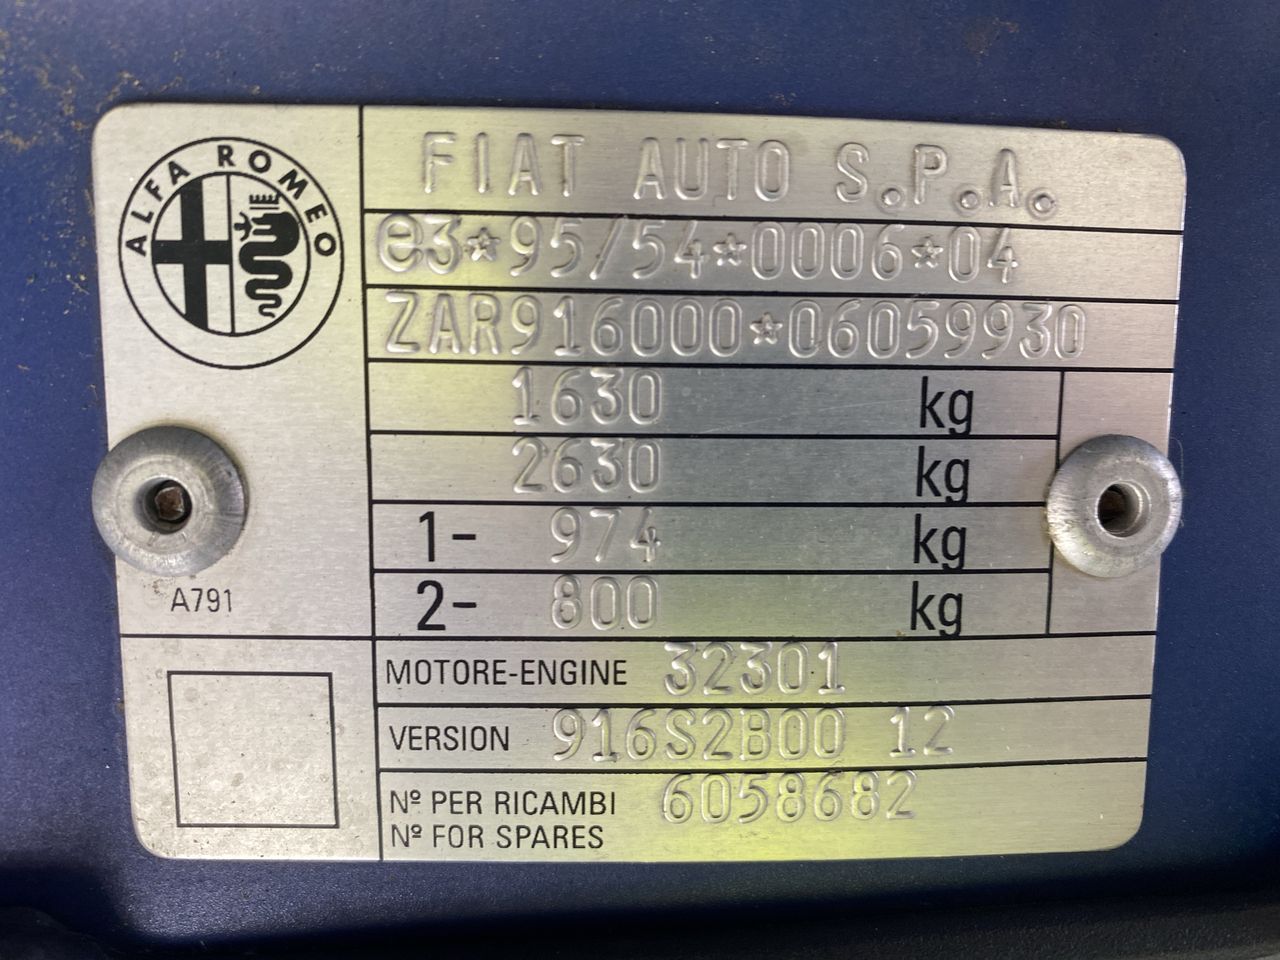 ALFA ROMEO
FIAT AUTO S.P.A.
e3*95/54*0006*04
ZAR916000*06059930
1630 kg
2630 kg
1- 974 kg
2- 800 kg
A791
MOTORE-ENGINE 32301
VERSION 916S2B00 12
Nº PER RICAMBI 6058682
Nº FOR SPARES